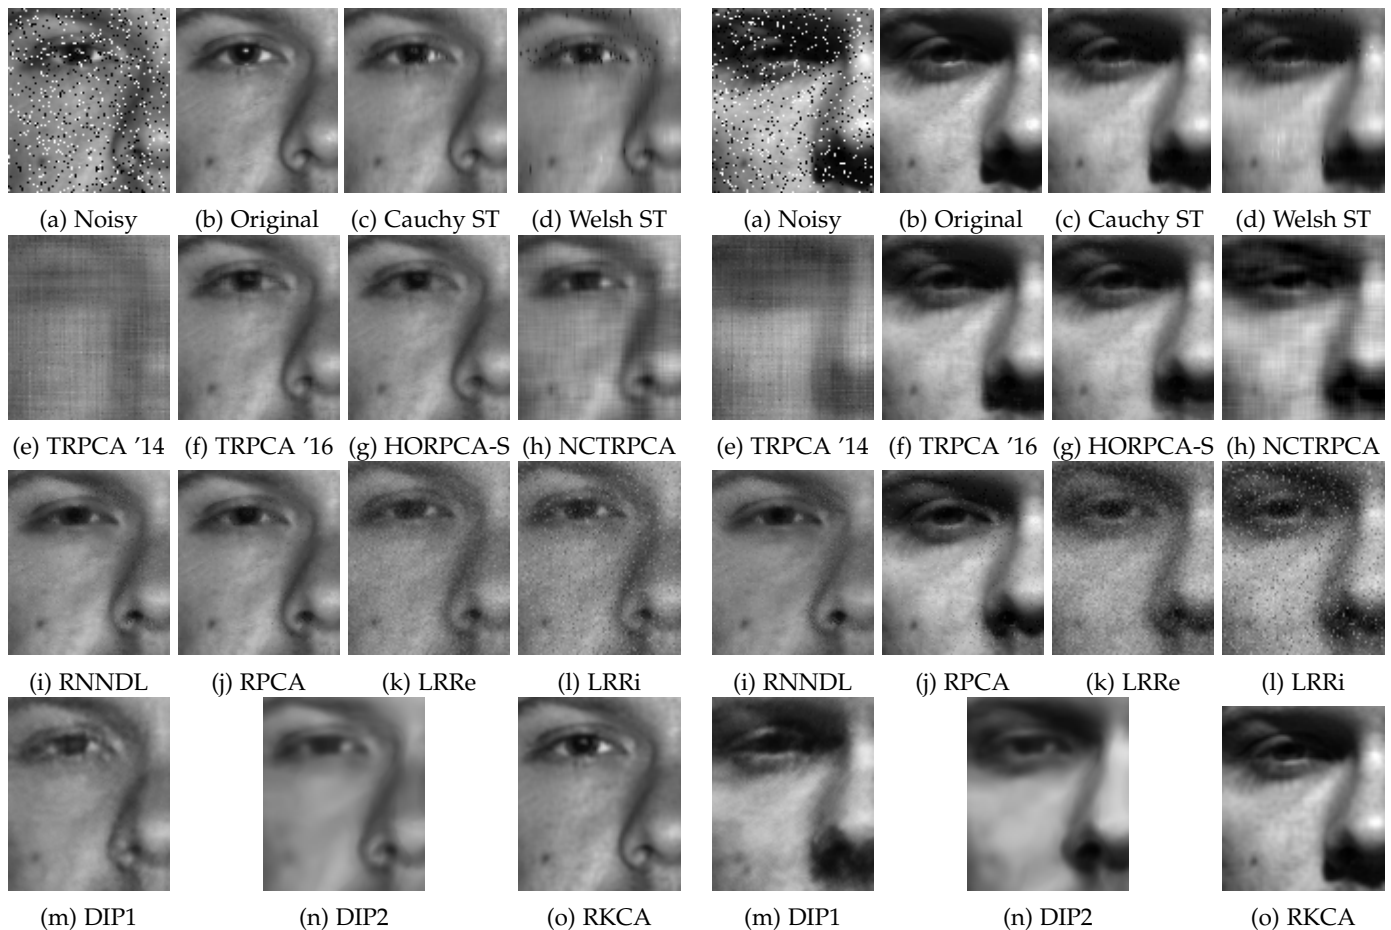 (a) Noisy (b) Original (c) Cauchy ST (d) Welsh ST (a) Noisy (b) Original (c) Cauchy ST (d) Welsh ST
(e) TRPCA ’14 (f) TRPCA ’16 (g) HORPCA-S (h) NCTRPCA (e) TRPCA ’14 (f) TRPCA ’16 (g) HORPCA-S (h) NCTRPCA
(i) RNNDL (j) RPCA (k) LRRe (l) LRRi (i) RNNDL (j) RPCA (k) LRRe (l) LRRi
(m) DIP1 (n) DIP2 (o) RKCA (m) DIP1 (n) DIP2 (o) RKCA